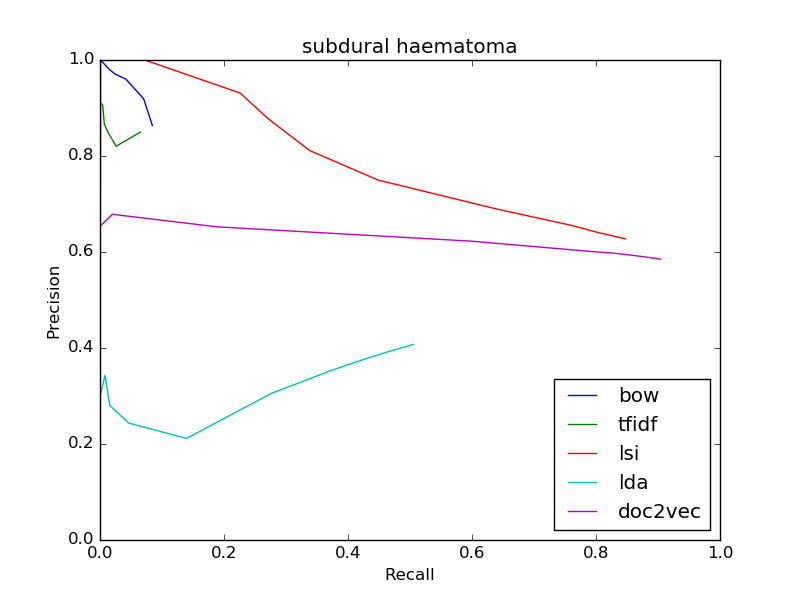 subdural haematoma
1.0
0.8
0.6
0.4
0.2
0.0
Precision
0.0 0.2 0.4 0.6 0.8 1.0
Recall
bow
tfidf
lsi
lda
doc2vec